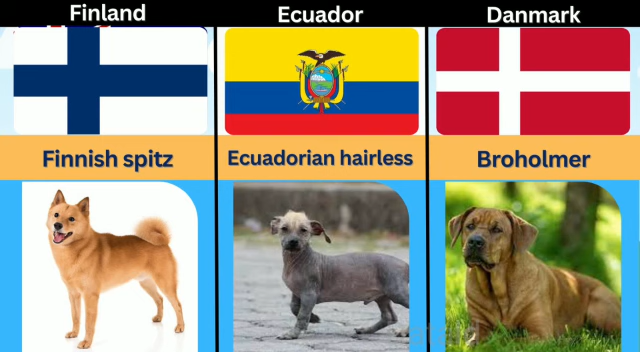 Finland
Ecuador
Danmark
Finnish spitz
Ecuadorian hairless
Broholmer